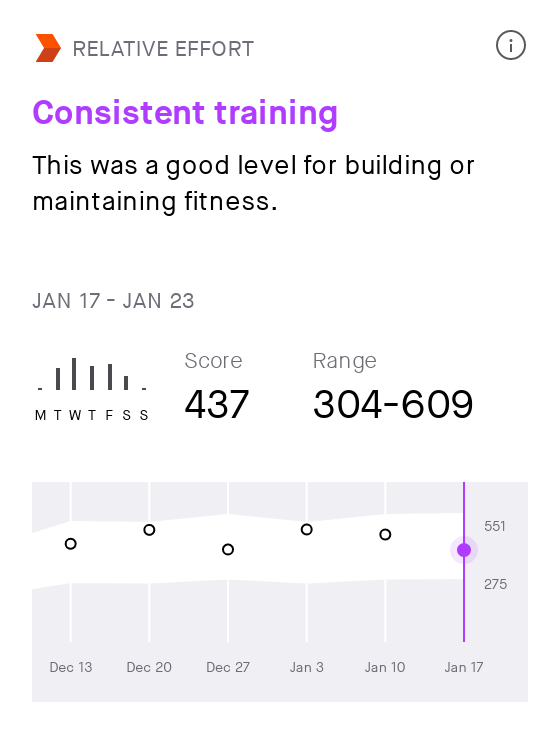 RELATIVE EFFORT
Consistent training
This was a good level for building or
maintaining fitness.
JAN 17 - JAN 23
Score
Range
437
304-609
M T W T F S S
551
275
Dec 13
Dec 20
Dec 27
Jan 3
Jan 10
Jan 17